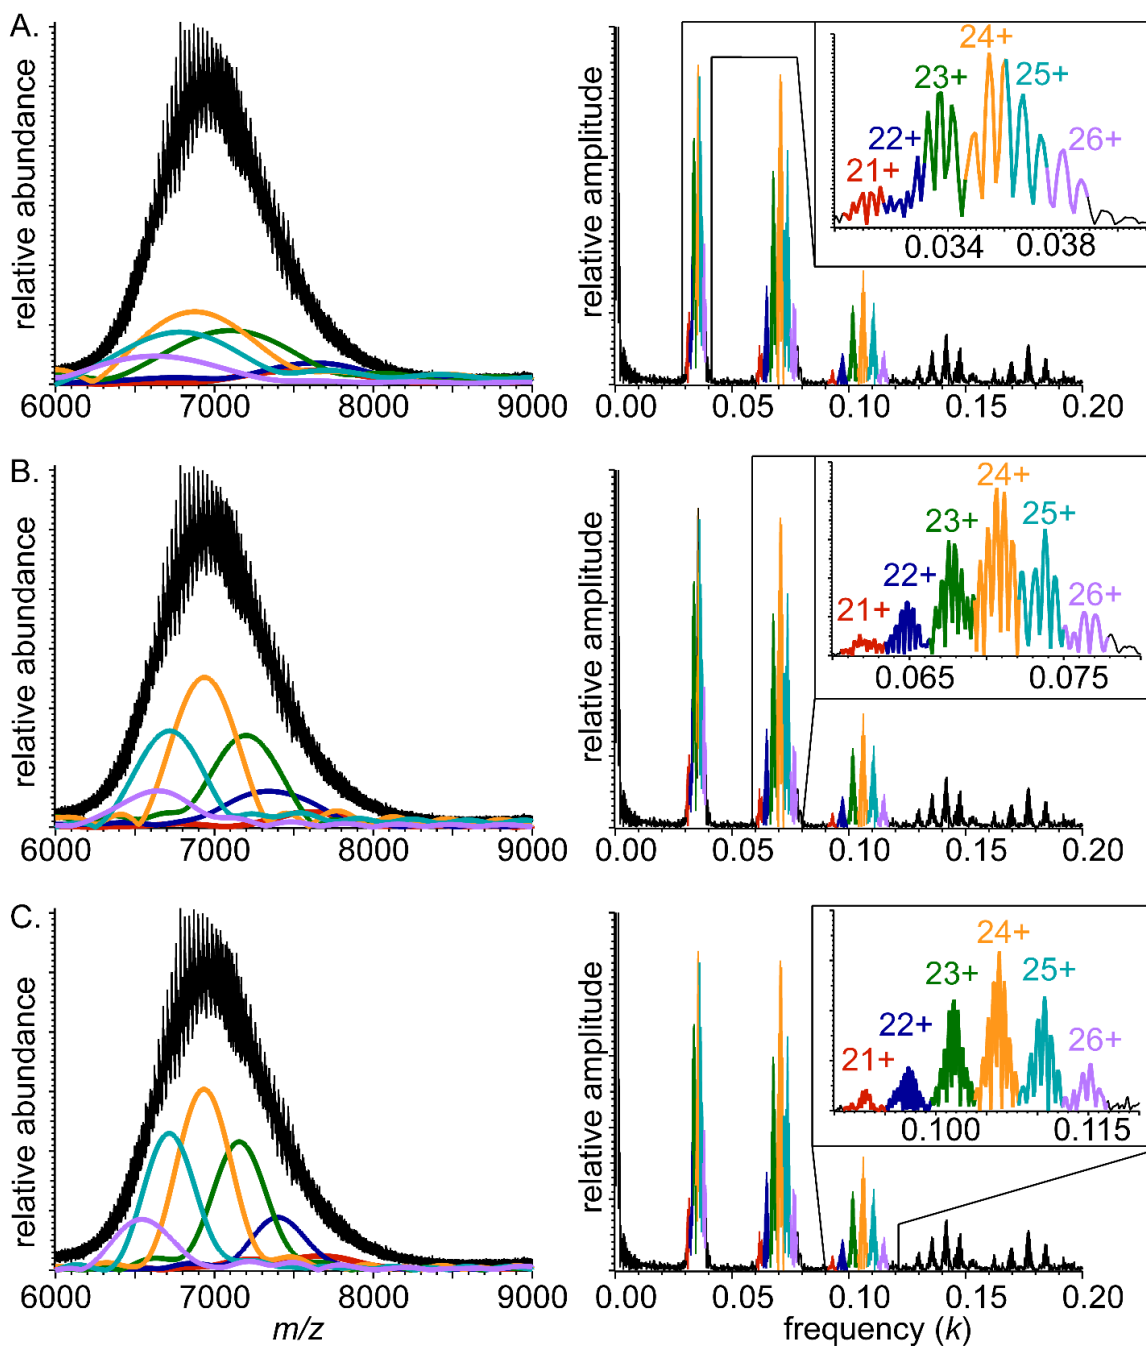 A.
relative abundance
6000 7000 8000 9000
relative amplitude
0.00 0.05 0.10 0.15 0.20
21+ 22+ 23+ 24+ 25+ 26+
0.034 0.038
B.
relative abundance
6000 7000 8000 9000
relative amplitude
0.00 0.05 0.10 0.15 0.20
21+ 22+ 23+ 24+ 25+ 26+
0.065 0.075
C.
relative abundance
6000 7000 8000 9000
m/z
relative amplitude
0.00 0.05 0.10 0.15 0.20
frequency (k)
21+ 22+ 23+ 24+ 25+ 26+
0.100 0.115